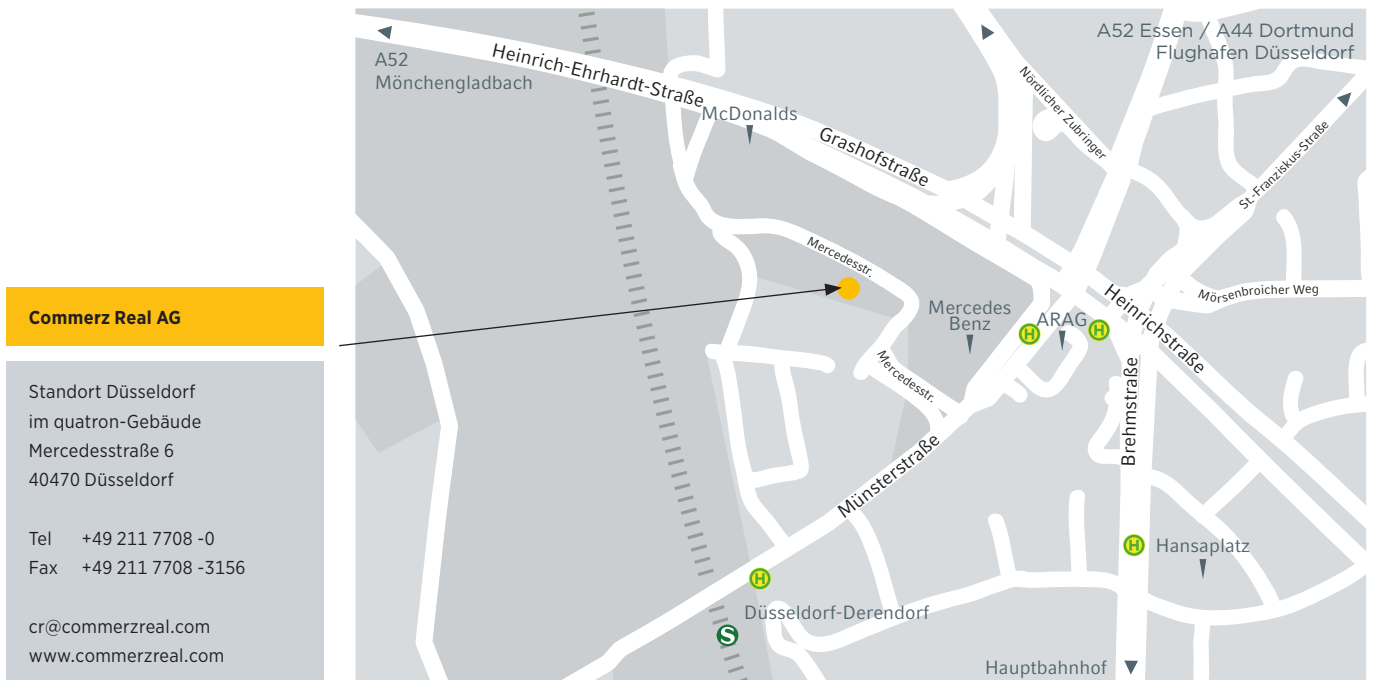 Commerz Real AG
Standort Düsseldorf
im quatron-Gebäude
Mercedesstraße 6
40470 Düsseldorf
Tel +49 211 7708 -0
Fax +49 211 7708 -3156
cr@commerzreal.com
www.commerzreal.com
A52 Essen / A44 Dortmund
Flughafen Düsseldorf
A52
Mönchengladbach
Heinrich-Ehrhardt-Straße
McDonalds
Grashofstraße
Nördlicher Zubringer
St.-Franziskus-Straße
Mercedesstr.
Mörsenbroicher Weg
Mercedes
Benz
ARAG
H
H
Heinrichstraße
Mercedesstr.
Brehmstraße
Münsterstraße
H
Hansaplatz
H
Düsseldorf-Derendorf
S
Hauptbahnhof